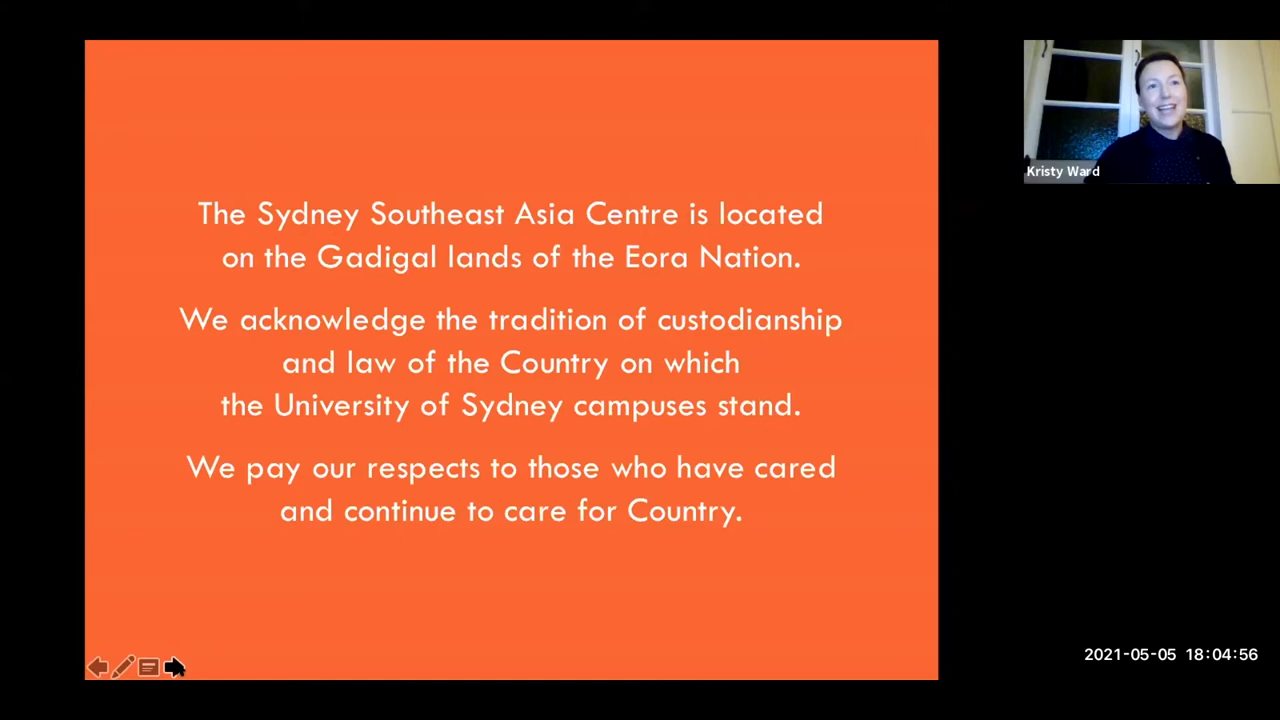 The Sydney Southeast Asia Centre is located
on the Gadigal lands of the Eora Nation.
We acknowledge the tradition of custodianship
and law of the Country on which
the University of Sydney campuses stand.
We pay our respects to those who have cared
and continue to care for Country.
Kristy Ward
2021-05-05 18:04:56